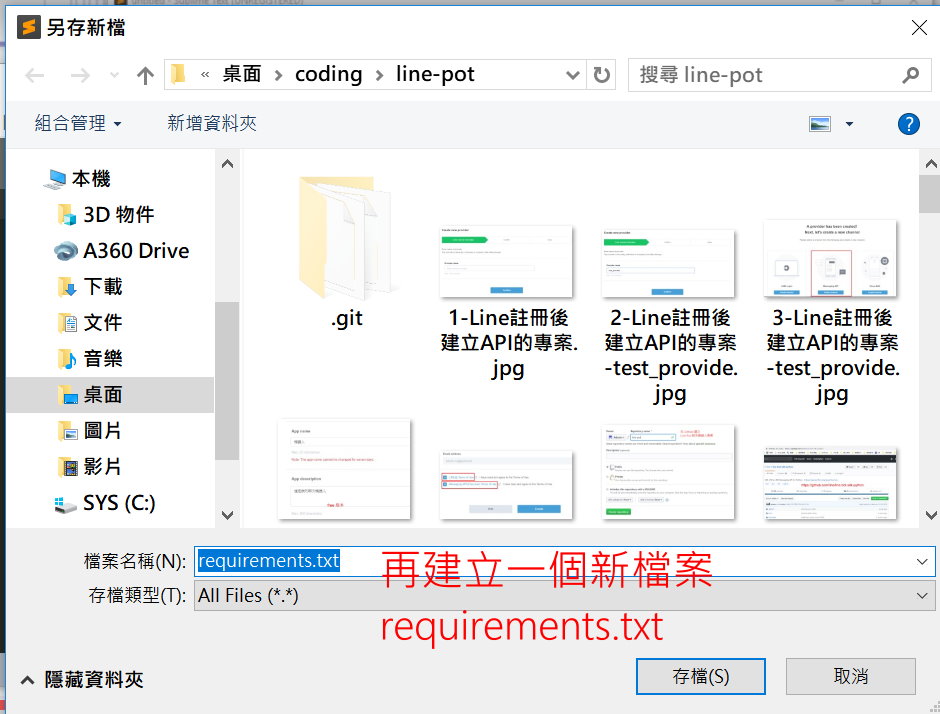 另存新檔
« 桌面 › coding › line-pot
搜尋 line-pot
組合管理
新增資料夾
本機
3D 物件
A360 Drive
下載
文件
音樂
桌面
圖片
影片
SYS (C:)
.git
1-Line註冊後
建立API的專案.
jpg
2-Line註冊後
建立API的專案
-test_provide.
jpg
3-Line註冊後
建立API的專案
-test_provide.
jpg
檔案名稱(N):
requirements.txt
存檔類型(T):
All Files (*.*)
再建立一個新檔案
requirements.txt
隱藏資料夾
存檔(S)
取消